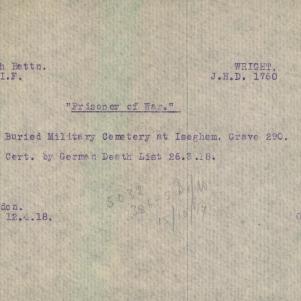 h Battn. WRIGHT,
I.F. J.H.D. 1760
"Prisoner of War."
Buried Military Cemetery at Iseghem. Grave 290.
Cert. by German Death List 26.3.18.
don.
12.4.18.